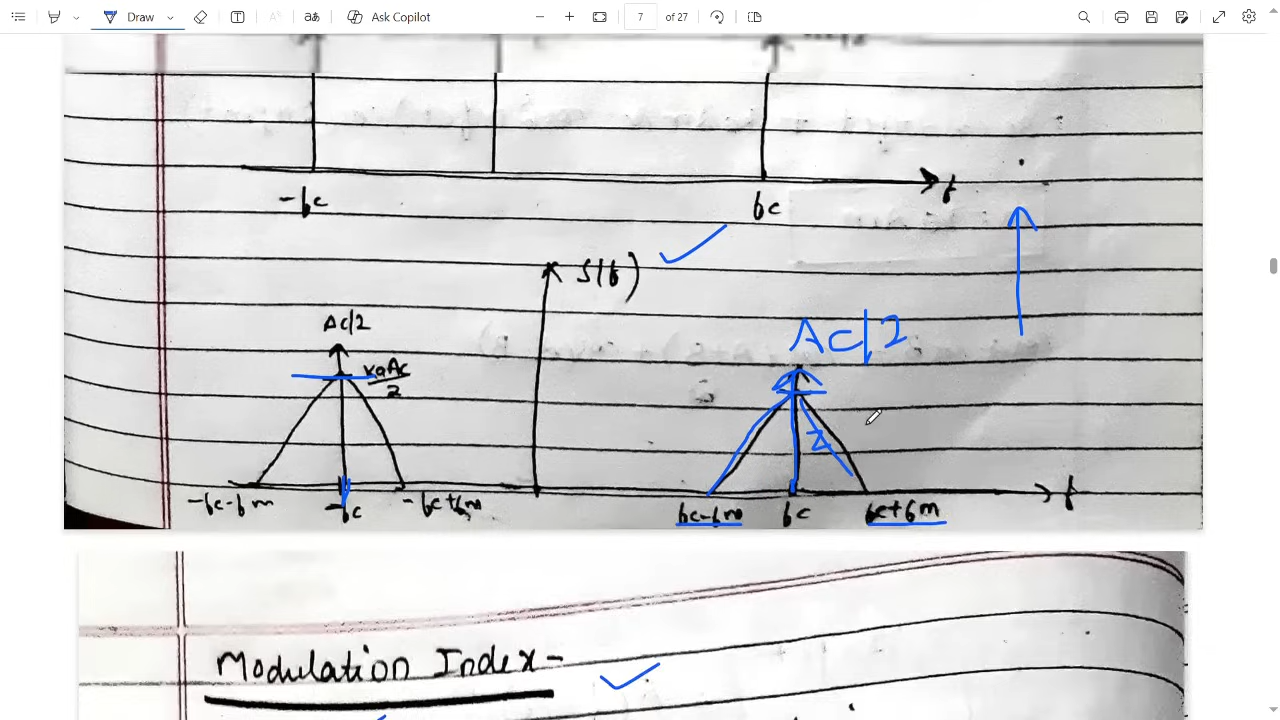 Draw
Ask Copilot
7 of 27
-fc
fc
f
S(f)
Ac/2
KaAc
2
Ac/2
-fc-fm
-fc
-fc+fm
fc-fm
fc
fc+fm
f
Modulation Index-